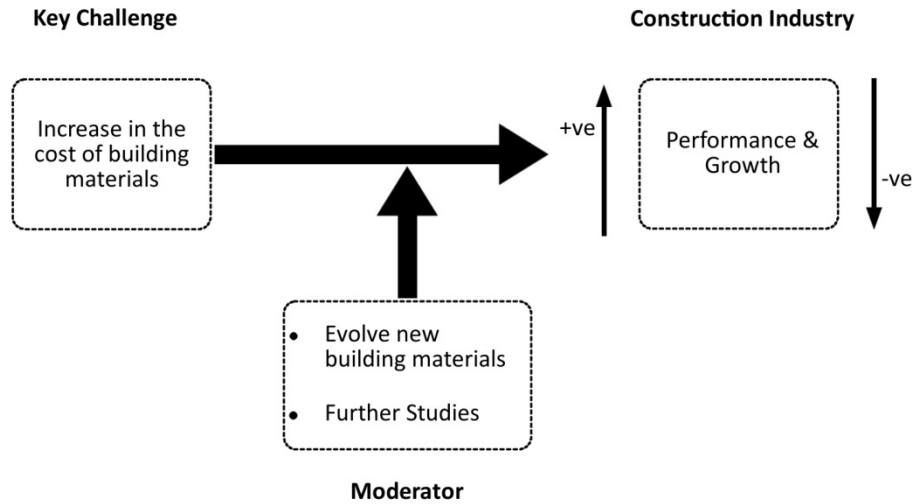 Key Challenge
Construction Industry
Increase in the
cost of building
materials
+ve
Performance &
Growth
-ve
• Evolve new
building materials
• Further Studies
Moderator